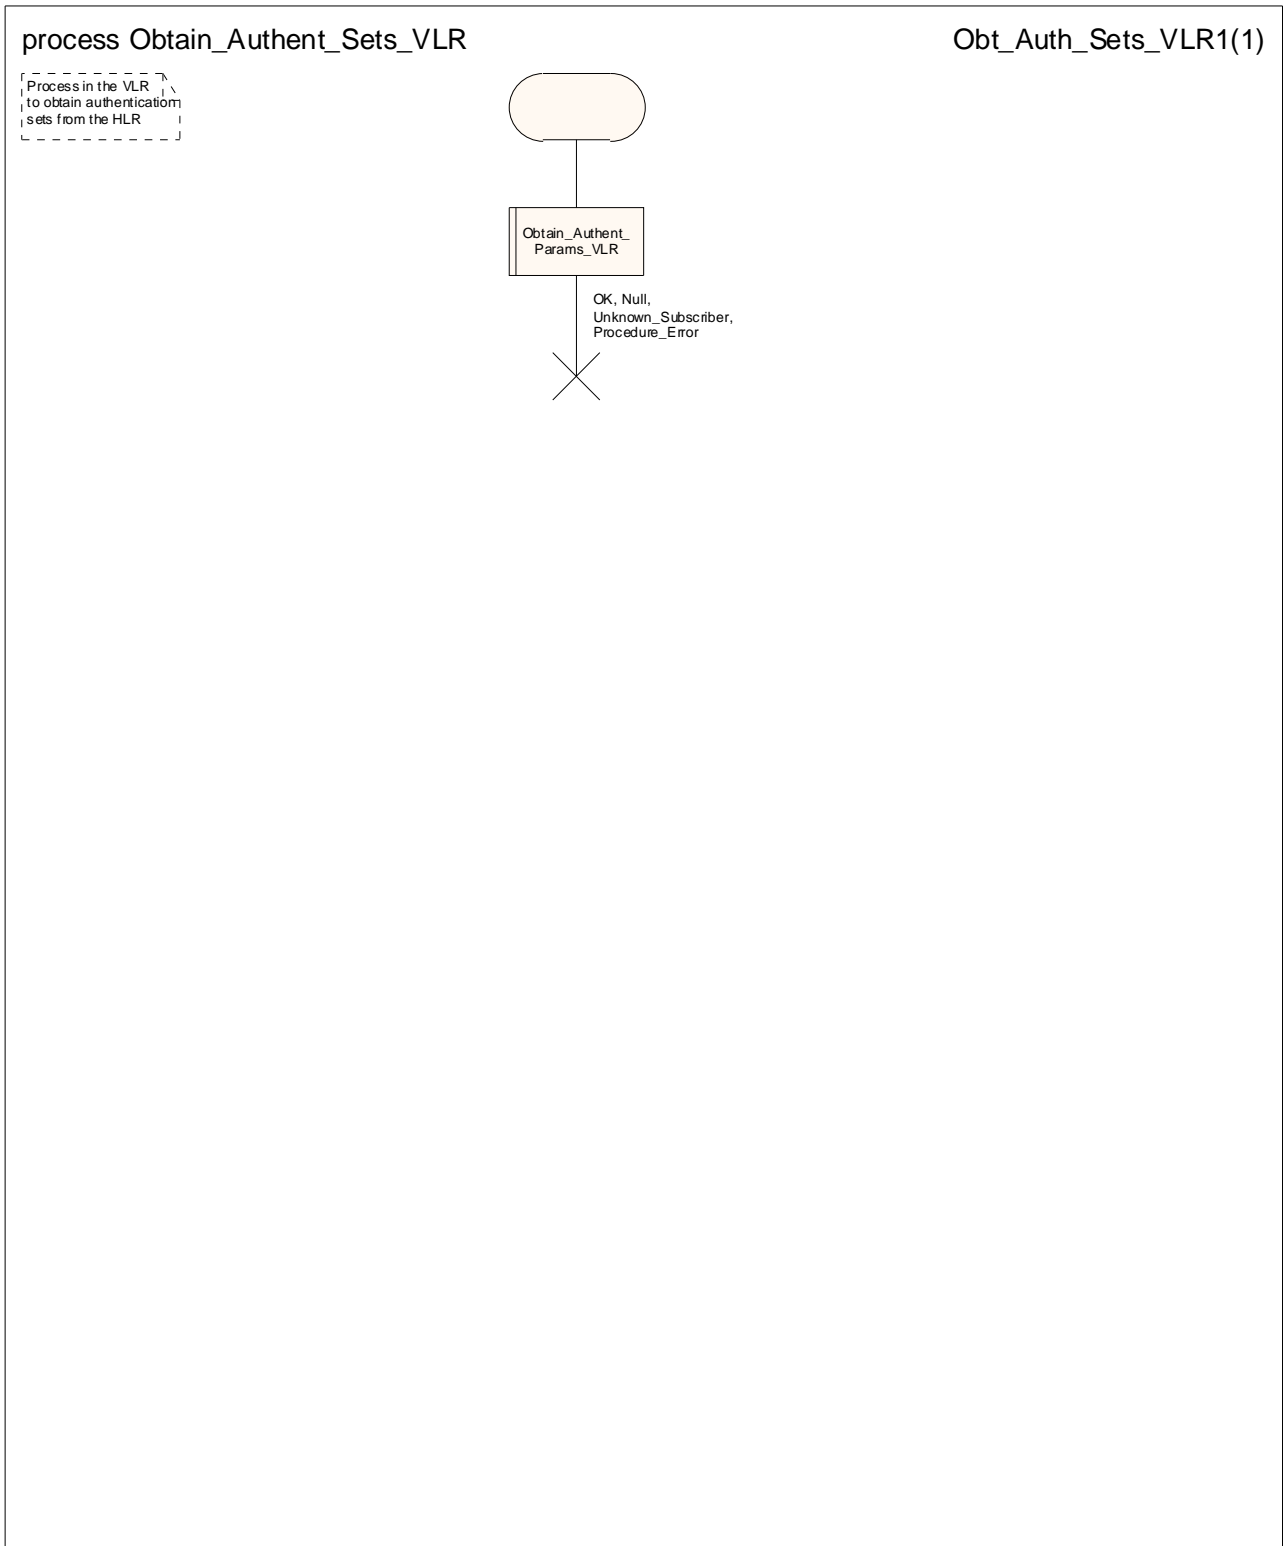 process Obtain_Authent_Sets_VLR
Obt_Auth_Sets_VLR1(1)
Process in the VLR
to obtain authentication
sets from the HLR
Obtain_Authent_
Params_VLR
OK, Null,
Unknown_Subscriber,
Procedure_Error